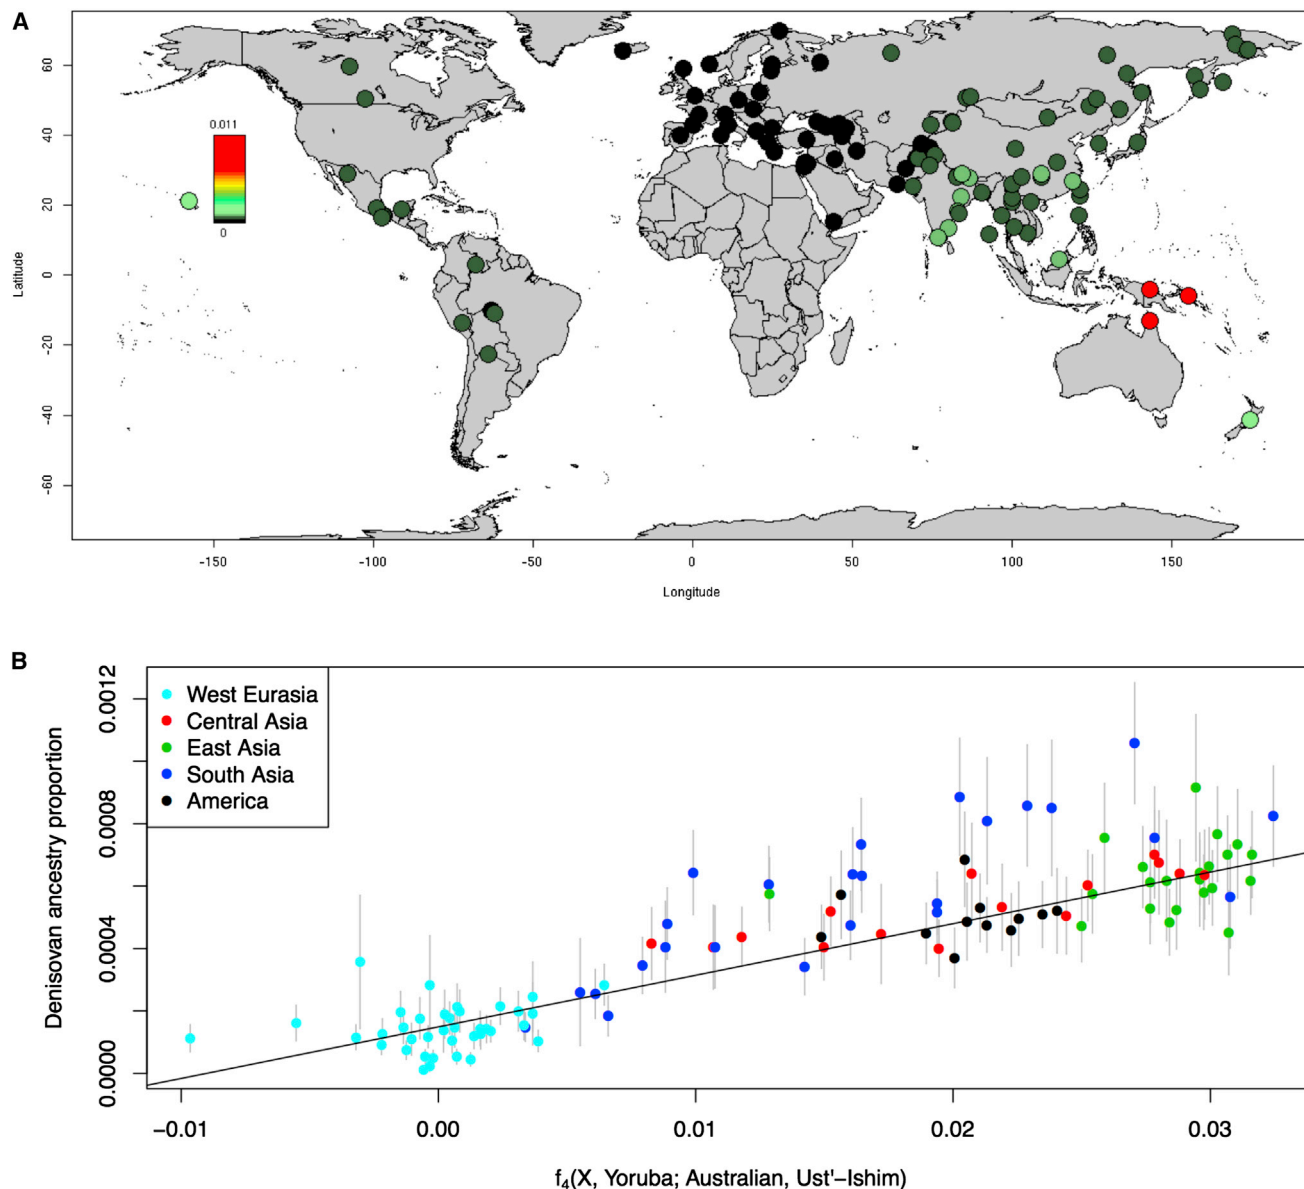 A
60
40
20
0
-20
-40
-60
Latitude
0.011
0
-150
-100
-50
0
50
100
150
Longitude
B
West Eurasia
Central Asia
East Asia
South Asia
America
0.0012
0.0008
0.0004
0.0000
Denisovan ancestry proportion
−0.01
0.00
0.01
0.02
0.03
f₄(X, Yoruba; Australian, Ust'−Ishim)